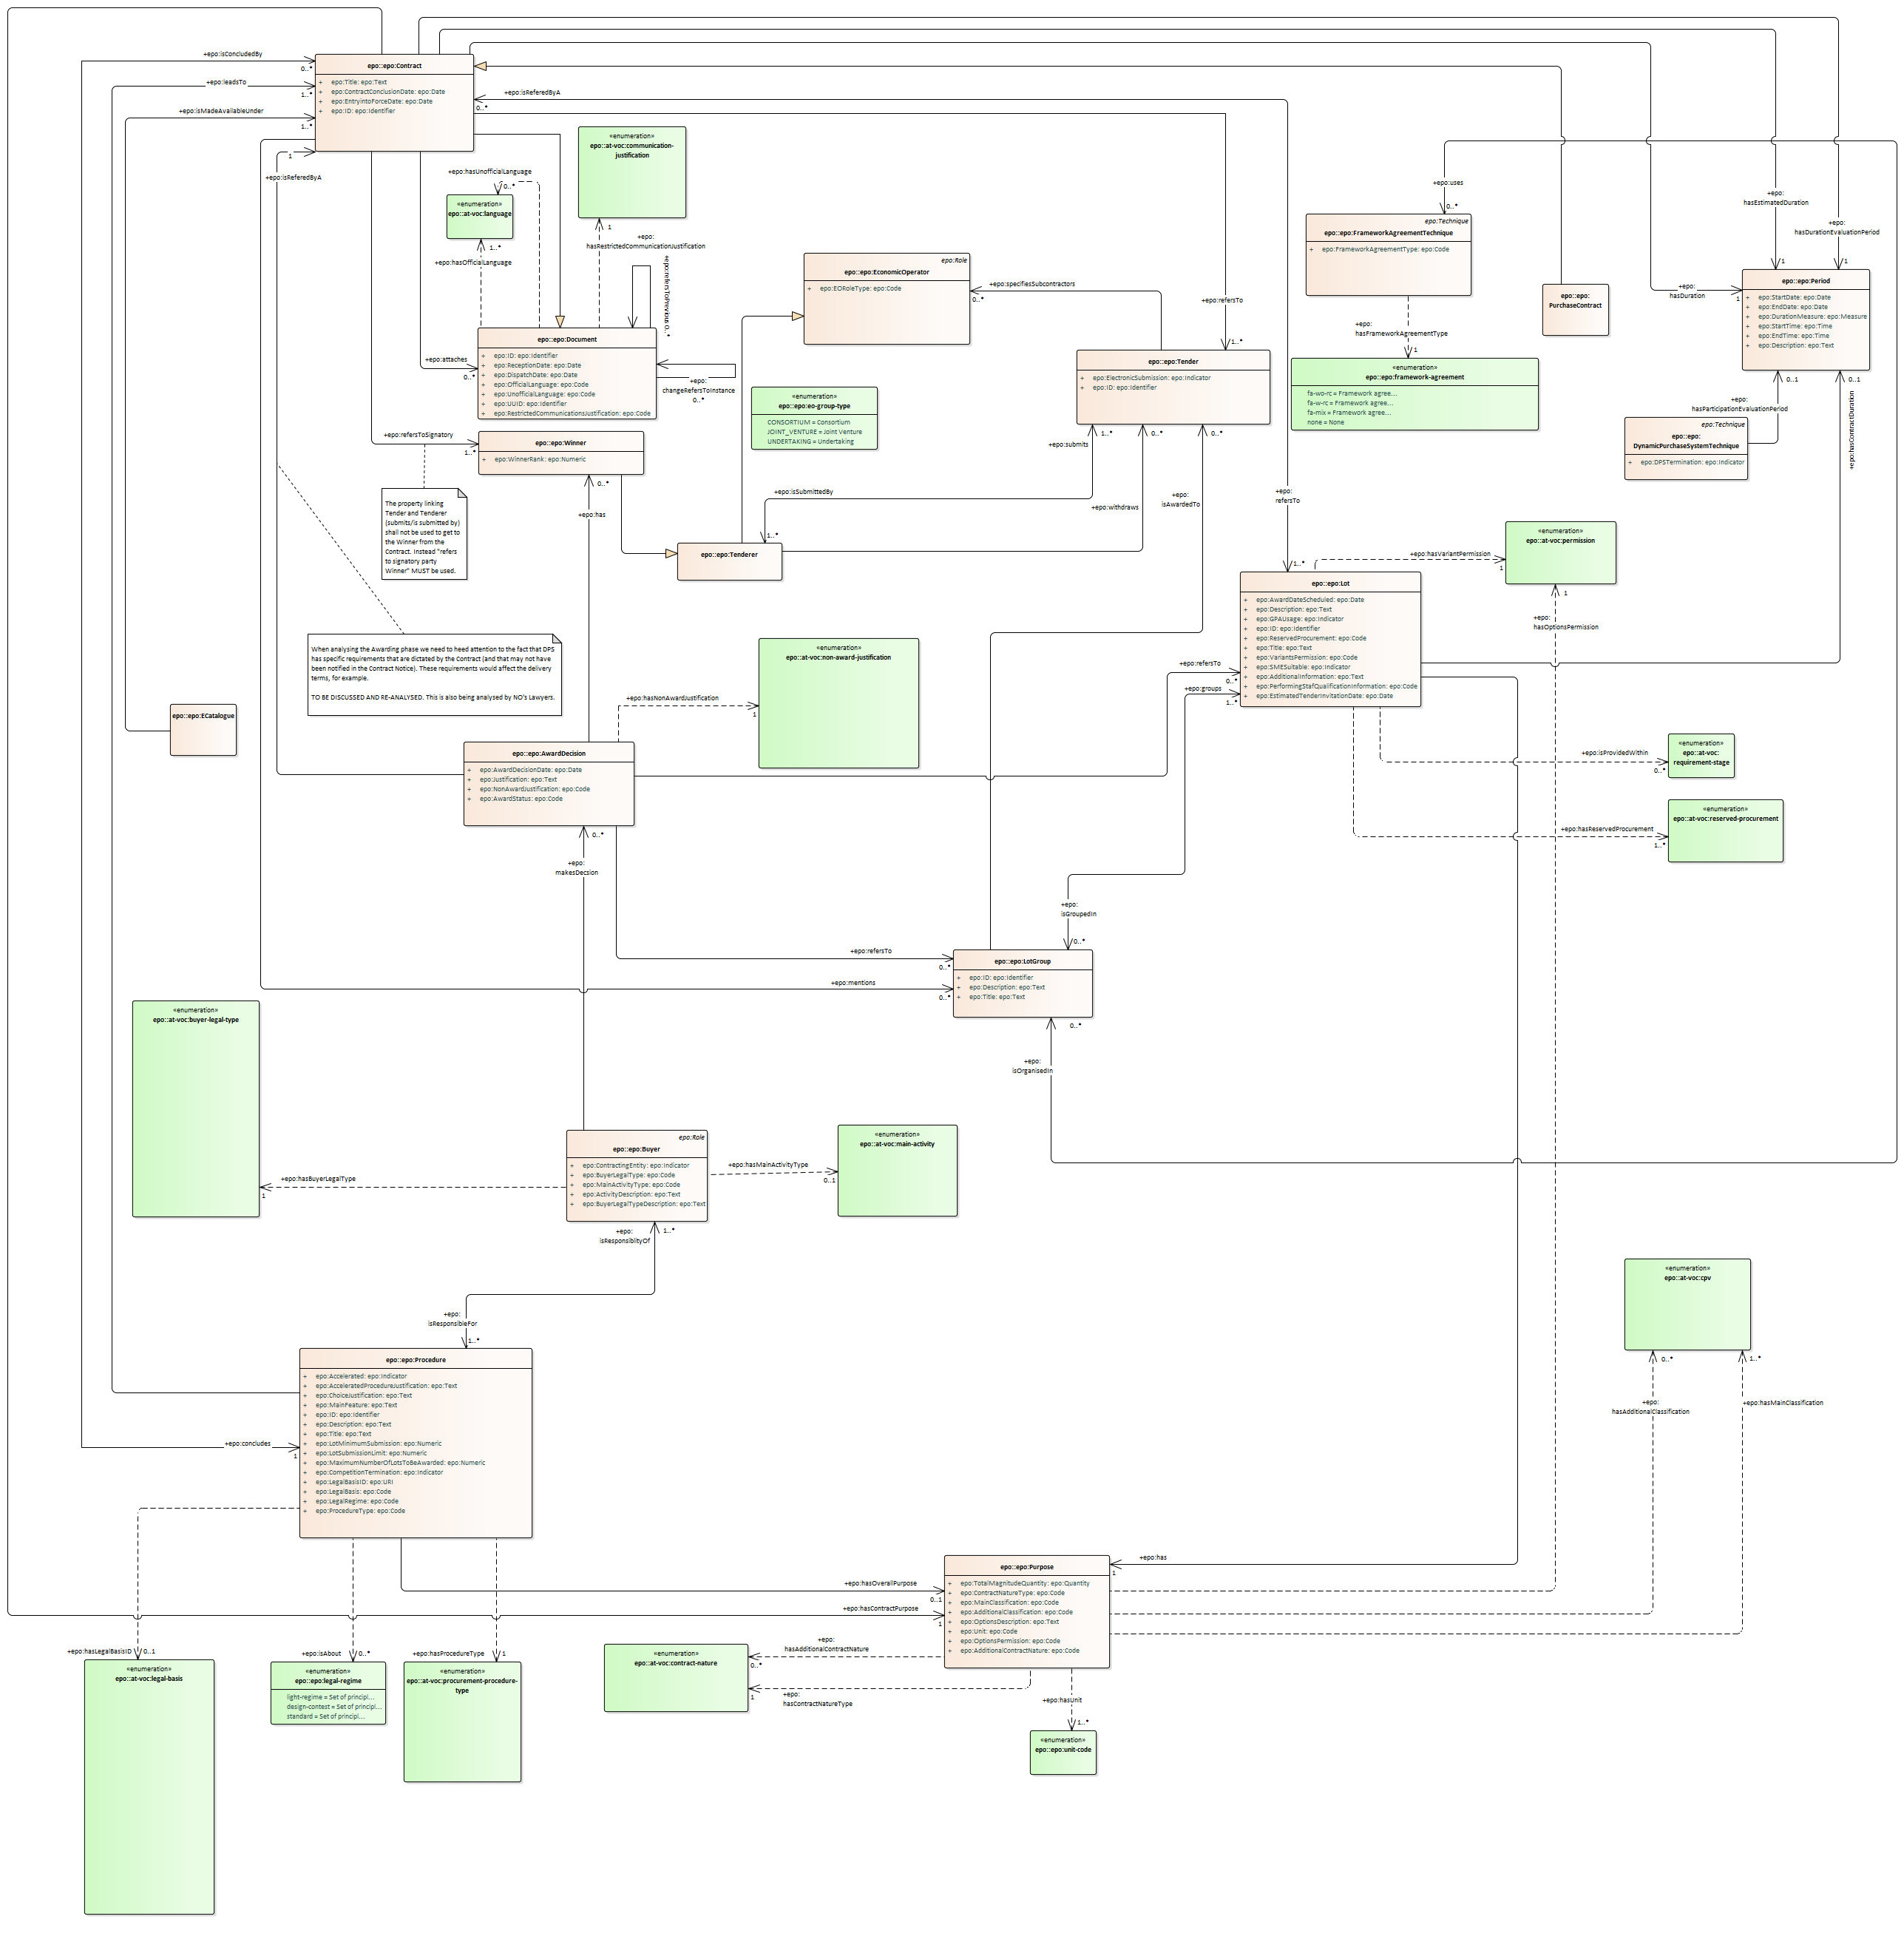 +epo:isConcludedBy
0..*
+epo:leadsTo
1..*
+epo:isMadeAvailableUnder
1..*
1
+epo:isReferedByA
epo::epo:Contract
+ epo:Title: epo:Text
+ epo:ContractConclusionDate: epo:Date
+ epo:EntryintoForceDate: epo:Date
+ epo:ID: epo:Identifier
+epo:isReferedByA
0..*
«enumeration»
epo::at-voc:communication-
justification
1
+epo:
hasRestrictedCommunicationJustification
+epo:hasUnofficialLanguage
0..*
«enumeration»
epo::at-voc:language
1..*
+epo:hasOfficialLanguage
+epo:refersToPrevious 0..*
epo::epo:Document
+ epo:ID: epo:Identifier
+ epo:ReceptionDate: epo:Date
+ epo:DispatchDate: epo:Date
+ epo:OfficialLanguage: epo:Code
+ epo:UnofficialLanguage: epo:Code
+ epo:UUID: epo:Identifier
+ epo:RestrictedCommunicationsJustification: epo:Code
+epo:attaches
0..*
+epo:
changeRefersToInstance
0..*
epo:Role
epo::epo:EconomicOperator
+ epo:EORoleType: epo:Code
+epo:specifiesSubcontractors
0..*
+epo:refersTo
1..*
epo::epo:Tender
+ epo:ElectronicSubmission: epo:Indicator
+ epo:ID: epo:Identifier
«enumeration»
epo::epo:eo-group-type
CONSORTIUM = Consortium
JOINT_VENTURE = Joint Venture
UNDERTAKING = Undertaking
+epo:uses
0..*
epo:Technique
epo::epo:FrameworkAgreementTechnique
+ epo:FrameworkAgreementType: epo:Code
+epo:
hasFrameworkAgreementType
1
«enumeration»
epo::epo:framework-agreement
fa-wo-rc = Framework agree...
fa-w-rc = Framework agree...
fa-mix = Framework agree...
none = None
epo::epo:
PurchaseContract
+epo:
hasEstimatedDuration
1
+epo:
hasDurationEvaluationPeriod
1
+epo:
hasDuration
1
epo::epo:Period
+ epo:StartDate: epo:Date
+ epo:EndDate: epo:Date
+ epo:DurationMeasure: epo:Measure
+ epo:StartTime: epo:Time
+ epo:EndTime: epo:Time
+ epo:Description: epo:Text
0..1
0..1
+epo:
hasParticipationEvaluationPeriod
+epo:hasContractDuration
epo:Technique
epo::epo:
DynamicPurchaseSystemTechnique
+ epo:DPSTermination: epo:Indicator
+epo:refersToSignatory
1..*
epo::epo:Winner
+ epo:WinnerRank: epo:Numeric
0..*
+epo:has
The property linking
Tender and Tenderer
(submits/is submitted by)
shall not be used to get to
the Winner from the
Contract. Instead "refers
to signatory party
Winner" MUST be used.
+epo:submits
1..*
0..*
0..*
+epo:isSubmittedBy
1..*
+epo:withdraws
+epo:
isAwardedTo
epo::epo:Tenderer
+epo:
refersTo
1..*
epo::epo:Lot
+ epo:AwardDateScheduled: epo:Date
+ epo:Description: epo:Text
+ epo:GPAUsage: epo:Indicator
+ epo:ID: epo:Identifier
+ epo:ReservedProcurement: epo:Code
+ epo:Title: epo:Text
+ epo:VariantsPermission: epo:Code
+ epo:SMESuitable: epo:Indicator
+ epo:AdditionalInformation: epo:Text
+ epo:PerformingStafQualificationInformation: epo:Code
+ epo:EstimatedTenderInvitationDate: epo:Date
+epo:hasVariantPermission
1
«enumeration»
epo::at-voc:permission
1
+epo:
hasOptionsPermission
When analysing the Awarding phase we need to heed attention to the fact that DPS
has specific requirements that are dictated by the Contract (and that may not have
been notified in the Contract Notice). These requirements would affect the delivery
terms, for example.
TO BE DISCUSSED AND RE-ANALYSED. This is also being analysed by NO's Lawyers.
epo::epo:ECatalogue
«enumeration»
epo::at-voc:non-award-justification
+epo:hasNonAwardJustification
1
+epo:refersTo
0..*
+epo:groups
1..*
epo::epo:AwardDecision
+ epo:AwardDecisionDate: epo:Date
+ epo:Justification: epo:Text
+ epo:NonAwardJustification: epo:Code
+ epo:AwardStatus: epo:Code
0..*
+epo:
makesDecsion
+epo:isProvidedWithin
0..*
«enumeration»
epo::at-voc:
requirement-stage
+epo:hasReservedProcurement
1..*
«enumeration»
epo::at-voc:reserved-procurement
+epo:
isGroupedIn
0..*
+epo:refersTo
0..*
+epo:mentions
0..*
epo::epo:LotGroup
+ epo:ID: epo:Identifier
+ epo:Description: epo:Text
+ epo:Title: epo:Text
0..*
+epo:
isOrganisedIn
«enumeration»
epo::at-voc:buyer-legal-type
+epo:hasBuyerLegalType
1
epo:Role
epo::epo:Buyer
+ epo:ContractingEntity: epo:Indicator
+ epo:BuyerLegalType: epo:Code
+ epo:MainActivityType: epo:Code
+ epo:ActivityDescription: epo:Text
+ epo:BuyerLegalTypeDescription: epo:Text
+epo:hasMainActivityType
0..1
«enumeration»
epo::at-voc:main-activity
+epo:
isResponsiblityOf
1..*
+epo:
isResponsibleFor
1..*
epo::epo:Procedure
+ epo:Accelerated: epo:Indicator
+ epo:AcceleratedProcedureJustification: epo:Text
+ epo:ChoiceJustification: epo:Text
+ epo:MainFeature: epo:Text
+ epo:ID: epo:Identifier
+ epo:Description: epo:Text
+ epo:Title: epo:Text
+ epo:LotMinimumSubmission: epo:Numeric
+ epo:LotSubmissionLimit: epo:Numeric
+ epo:MaximumNumberOfLotsToBeAwarded: epo:Numeric
+ epo:CompetitionTermination: epo:Indicator
+ epo:LegalBasisID: epo:URI
+ epo:LegalBasis: epo:Code
+ epo:LegalRegime: epo:Code
+ epo:ProcedureType: epo:Code
+epo:concludes
1
«enumeration»
epo::at-voc:cpv
0..*
1..*
+epo:
hasAdditionalClassification
+epo:hasMainClassification
+epo:has
1
+epo:hasOverallPurpose
0..1
+epo:hasContractPurpose
1
epo::epo:Purpose
+ epo:TotalMagnitudeQuantity: epo:Quantity
+ epo:ContractNatureType: epo:Code
+ epo:MainClassification: epo:Code
+ epo:AdditionalClassification: epo:Code
+ epo:OptionsDescription: epo:Text
+ epo:Unit: epo:Code
+ epo:OptionsPermission: epo:Code
+ epo:AdditionalContractNature: epo:Code
+epo:hasLegalBasisID
0..1
«enumeration»
epo::at-voc:legal-basis
+epo:isAbout
0..*
«enumeration»
epo::epo:legal-regime
light-regime = Set of principl...
design-contest = Set of principl...
standard = Set of principl...
+epo:hasProcedureType
1
«enumeration»
epo::at-voc:procurement-procedure-
type
«enumeration»
epo::at-voc:contract-nature
+epo:
hasAdditionalContractNature
0..*
+epo:
hasContractNatureType
1
+epo:hasUnit
1..*
«enumeration»
epo::epo:unit-code